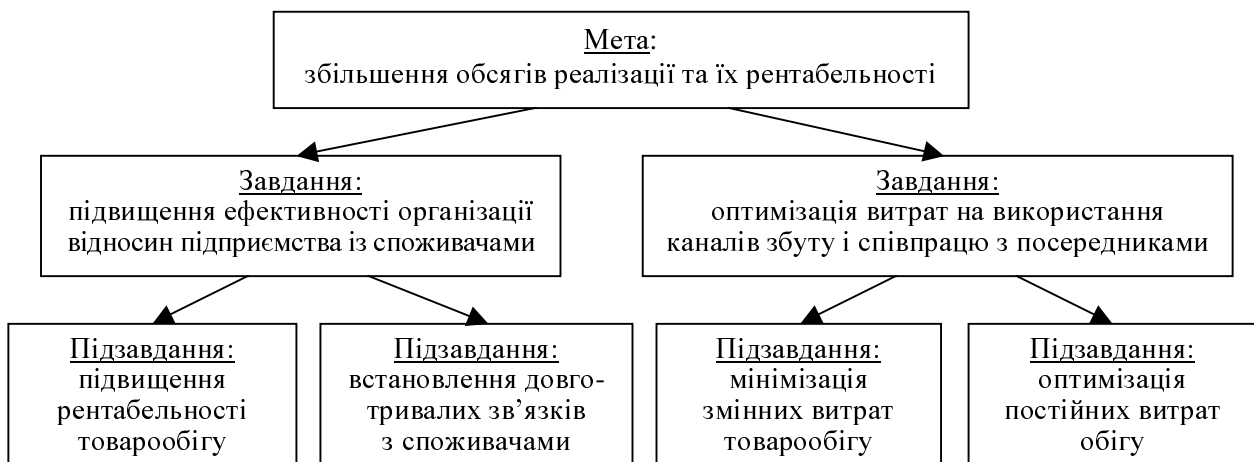 Мета:
збільшення обсягів реалізації та їх рентабельності
Завдання:
підвищення ефективності організації
відносин підприємства із споживачами
Завдання:
оптимізація витрат на використання
каналів збуту і співпрацю з посередниками
Підзавдання:
підвищення
рентабельності
товарообігу
Підзавдання:
встановлення довго-
тривалих зв’язків
з споживачами
Підзавдання:
мінімізація
змінних витрат
товарообігу
Підзавдання:
оптимізація
постійних витрат
обігу